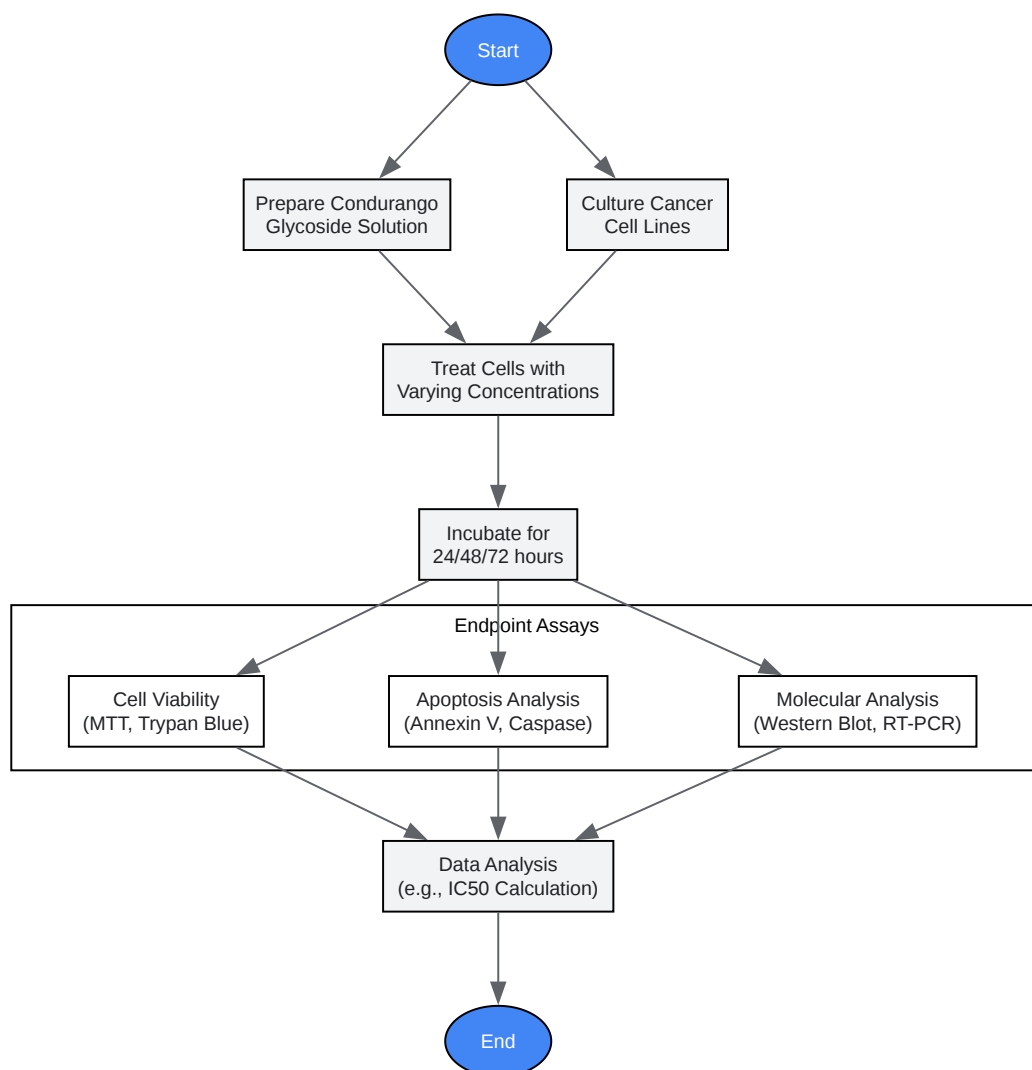 Start
Prepare Condurango
Glycoside Solution
Culture Cancer
Cell Lines
Treat Cells with
Varying Concentrations
Incubate for
24/48/72 hours
Endpoint Assays
Cell Viability
(MTT, Trypan Blue)
Apoptosis Analysis
(Annexin V, Caspase)
Molecular Analysis
(Western Blot, RT-PCR)
Data Analysis
(e.g., IC50 Calculation)
End